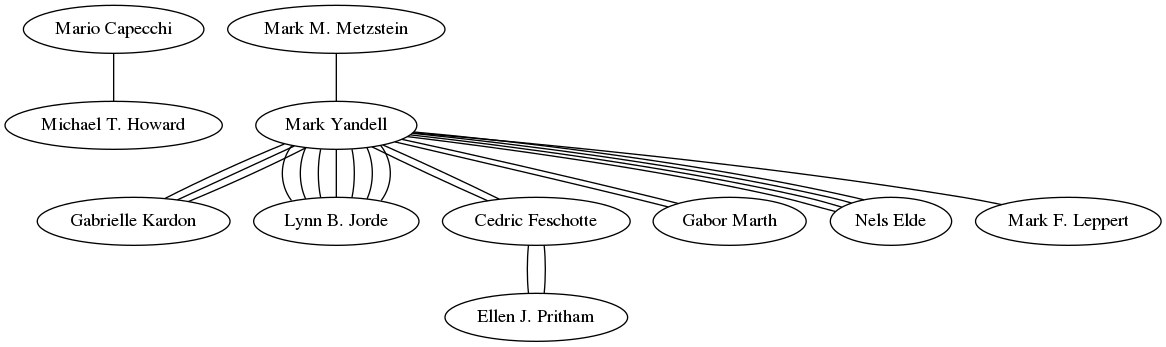 Mario Capecchi
Mark M. Metzstein
Michael T. Howard
Mark Yandell
Gabrielle Kardon
Lynn B. Jorde
Cedric Feschotte
Gabor Marth
Nels Elde
Mark F. Leppert
Ellen J. Pritham